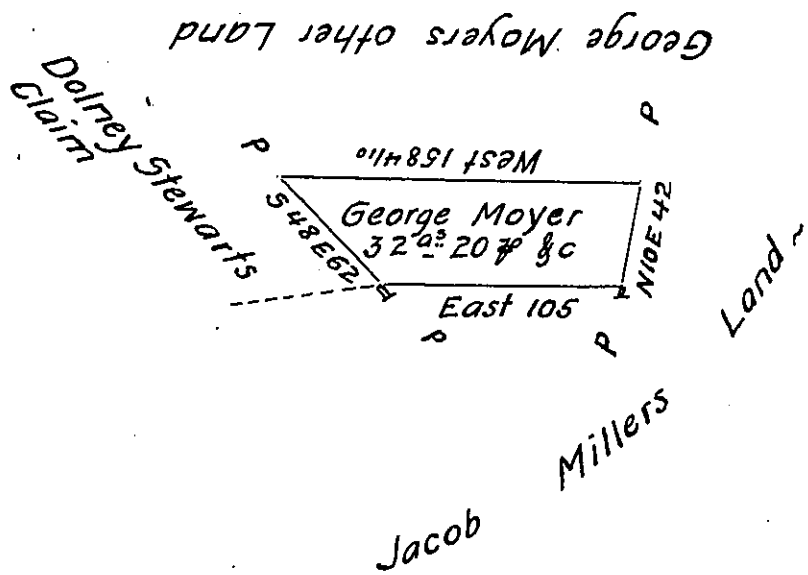 George Moyers other Land
Dolney Stewarts
Claim
P
P
West 158 4/10
S 48 E 62
George Moyer
32 as. 20 p &c
N10E 42
East 105
P
P
Jacob Millers Land